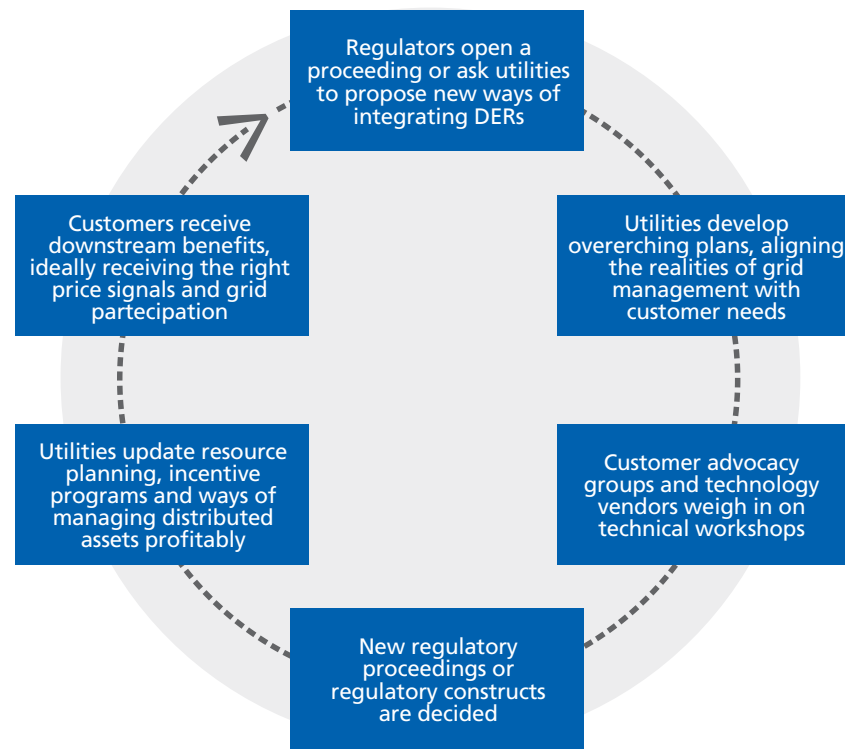 Regulators open a
proceeding or ask utilities
to propose new ways of
integrating DERs
Utilities develop
overerching plans, aligning
the realities of grid
management with
customer needs
Customer advocacy
groups and technology
vendors weigh in on
technical workshops
New regulatory
proceedings or
regulatory constructs
are decided
Utilities update resource
planning, incentive
programs and ways of
managing distributed
assets profitably
Customers receive
downstream benefits,
ideally receiving the right
price signals and grid
partecipation